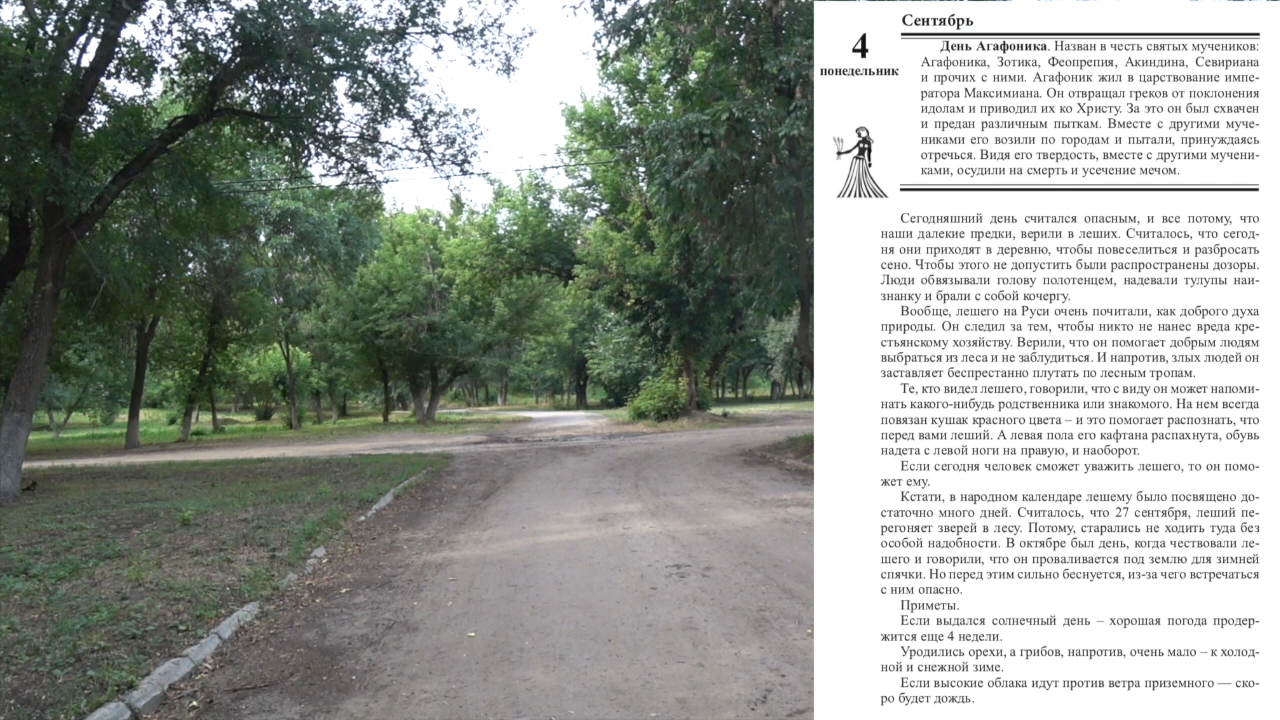 Сентябрь
4
понедельник
День Агафоника. Назван в честь святых мучеников:
Агафоника, Зотика, Феопрепия, Акиндина, Севириана
и прочих с ними. Агафоник жил в царствование импе-
ратора Максимиана. Он отвращал греков от поклонения
идолам и приводил их ко Христу. За это он был схвачен
и предан различным пыткам. Вместе с другими муче-
никами его возили по городам и пытали, принуждаясь
отречься. Видя его твердость, вместе с другими мучени-
ками, осудили на смерть и усечение мечом.
Сегодняшний день считался опасным, и все потому, что
наши далекие предки, верили в леших. Считалось, что сегод-
ня они приходят в деревню, чтобы повеселиться и разбросать
сено. Чтобы этого не допустить были распространены дозоры.
Люди обвязывали голову полотенцем, надевали тулупы наи-
знанку и брали с собой кочергу.
Вообще, лешего на Руси очень почитали, как доброго духа
природы. Он следил за тем, чтобы никто не нанес вреда кре-
стьянскому хозяйству. Верили, что он помогает добрым людям
выбраться из леса и не заблудиться. И напротив, злых людей он
заставляет беспрестанно плутать по лесным тропам.
Те, кто видел лешего, говорили, что с виду он может напоми-
нать какого-нибудь родственника или знакомого. На нем всегда
повязан кушак красного цвета – и это помогает распознать, что
перед вами леший. А левая пола его кафтана распахнута, обувь
надета с левой ноги на правую, и наоборот.
Если сегодня человек сможет уважить лешего, то он помо-
жет ему.
Кстати, в народном календаре лешему было посвящено до-
статочно много дней. Считалось, что 27 сентября, леший пе-
регоняет зверей в лесу. Потому, старались не ходить туда без
особой надобности. В октябре был день, когда чествовали ле-
шего и говорили, что он проваливается под землю для зимней
спячки. Но перед этим сильно беснуется, из-за чего встречаться
с ним опасно.
Приметы.
Если выдался солнечный день – хорошая погода продер-
жится еще 4 недели.
Уродились орехи, а грибов, напротив, очень мало – к холод-
ной и снежной зиме.
Если высокие облака идут против ветра приземного — ско-
ро будет дождь.